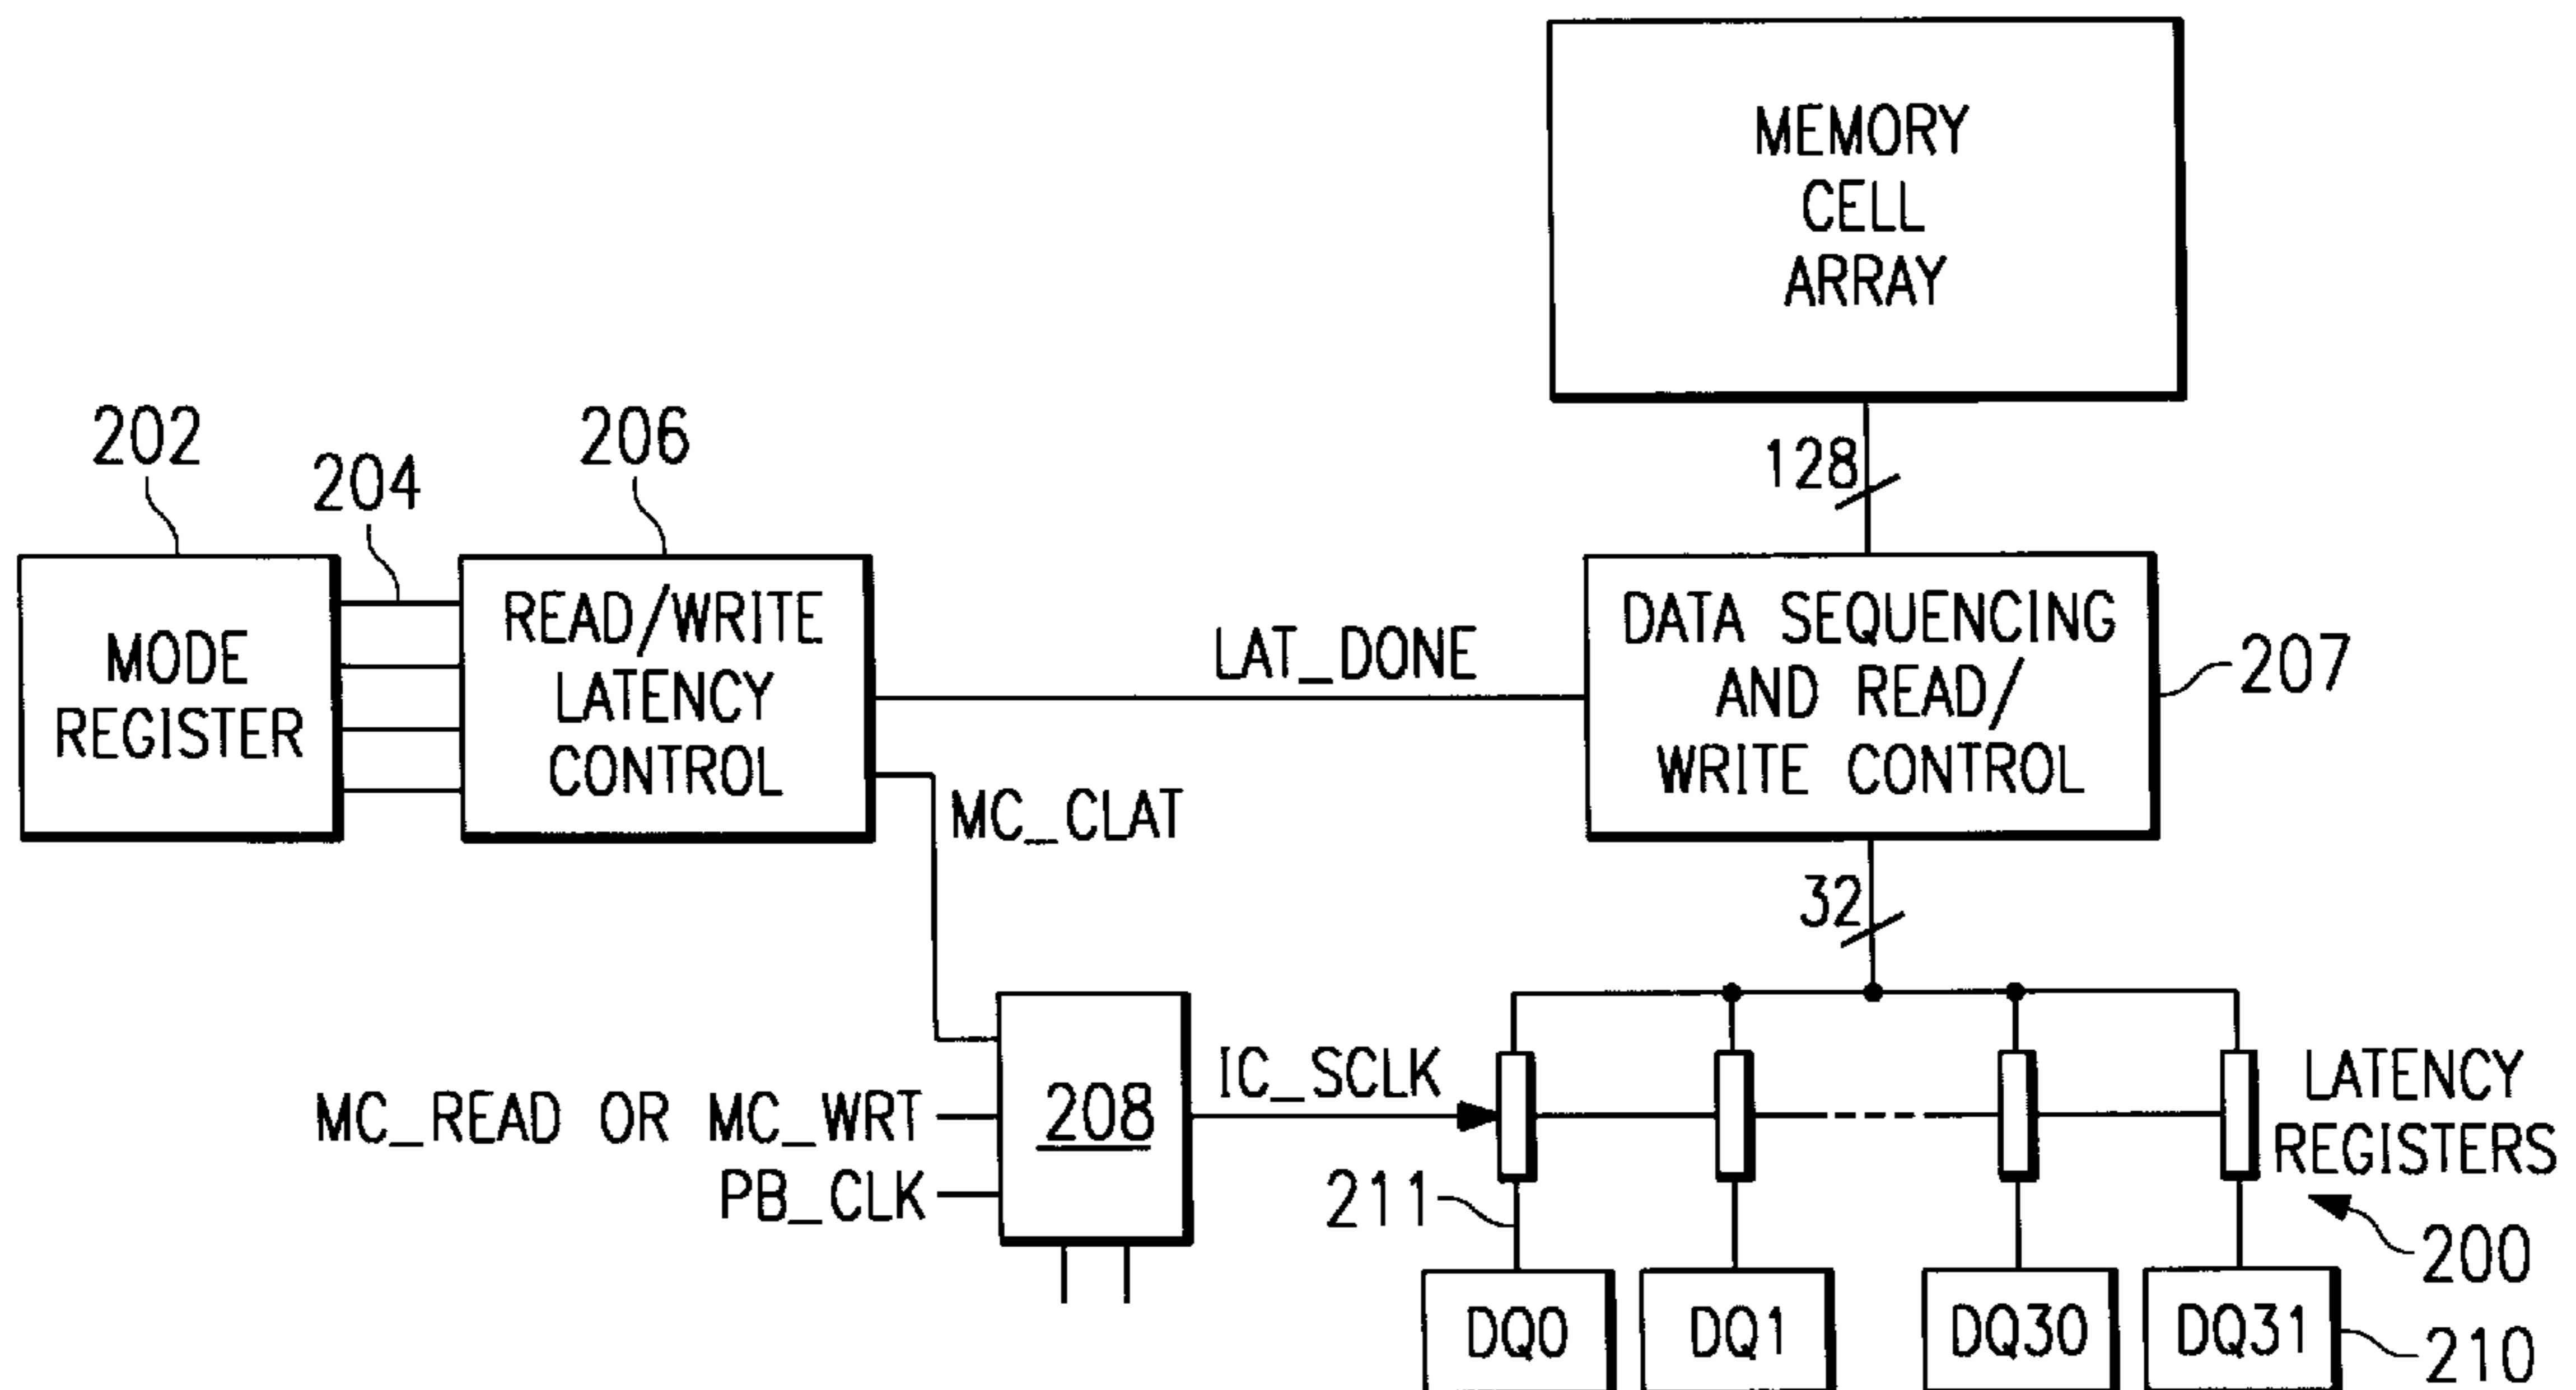 MEMORY
CELL
ARRAY
128
202
204
206
MODE
REGISTER
READ/WRITE
LATENCY
CONTROL
LAT_DONE
DATA SEQUENCING
AND READ/
WRITE CONTROL
207
MC_CLAT
32
208
MC_READ OR MC_WRT
PB_CLK
IC_SCLK
LATENCY
REGISTERS
211
200
DQ0
DQ1
DQ30
DQ31
210